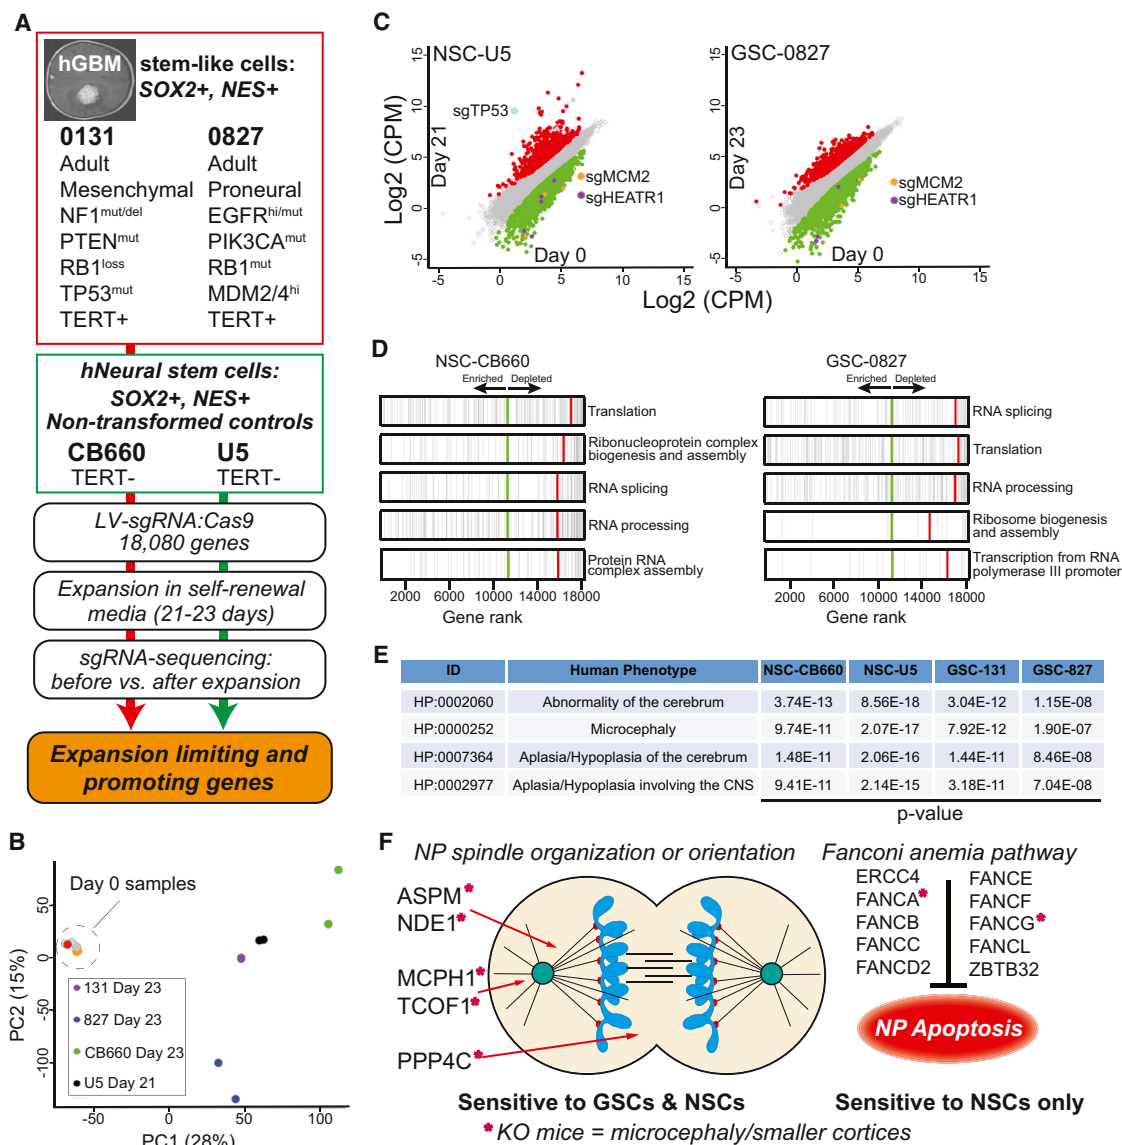 A
hGBM
stem-like cells:
SOX2+, NES+
0131
Adult
Mesenchymal
NF1mut/del
PTENmut
RB1loss
TP53mut
TERT+
0827
Adult
Proneural
EGFRhi/mut
PIK3CAmut
RB1mut
MDM2/4hi
TERT+
hNeural stem cells:
SOX2+, NES+
Non-transformed controls
CB660 U5
TERT- TERT-
LV-sgRNA:Cas9
18,080 genes
Expansion in self-renewal
media (21-23 days)
sgRNA-sequencing:
before vs. after expansion
Expansion limiting and
promoting genes
B
Day 0 samples
50
0
-50
-100
PC2 (15%)
131 Day 23
827 Day 23
CB660 Day 23
U5 Day 21
-50 0 50 100
PC1 (28%)
C
NSC-U5
15
10
5
0
-5
Log2 (CPM)
Day 21
sgTP53
sgMCM2
sgHEATR1
Day 0
-5 0 5 10 15
GSC-0827
15
10
5
0
-5
Day 23
sgMCM2
sgHEATR1
Day 0
-5 0 5 10 15
Log2 (CPM)
D
NSC-CB660
Enriched Depleted
Translation
Ribonucleoprotein complex
biogenesis and assembly
RNA splicing
RNA processing
Protein RNA
complex assembly
2000 6000 10000 14000 18000
Gene rank
GSC-0827
Enriched Depleted
RNA splicing
Translation
RNA processing
Ribosome biogenesis
and assembly
Transcription from RNA
polymerase III promoter
2000 6000 10000 14000 18000
Gene rank
E
ID Human Phenotype NSC-CB660 NSC-U5 GSC-131 GSC-827
HP:0002060 Abnormality of the cerebrum 3.74E-13 8.56E-18 3.04E-12 1.15E-08
HP:0000252 Microcephaly 9.74E-11 2.07E-17 7.92E-12 1.90E-07
HP:0007364 Aplasia/Hypoplasia of the cerebrum 1.48E-11 2.06E-16 1.44E-11 8.46E-08
HP:0002977 Aplasia/Hypoplasia involving the CNS 9.41E-11 2.14E-15 3.18E-11 7.04E-08
p-value
F
NP spindle organization or orientation
ASPM*
NDE1*
MCPH1*
TCOF1*
PPP4C*
Sensitive to GSCs & NSCs
Fanconi anemia pathway
ERCC4
FANCA*
FANCB
FANCC
FANCD2
FANCE
FANCF
FANCG*
FANCL
ZBTB32
NP Apoptosis
Sensitive to NSCs only
*KO mice = microcephaly/smaller cortices